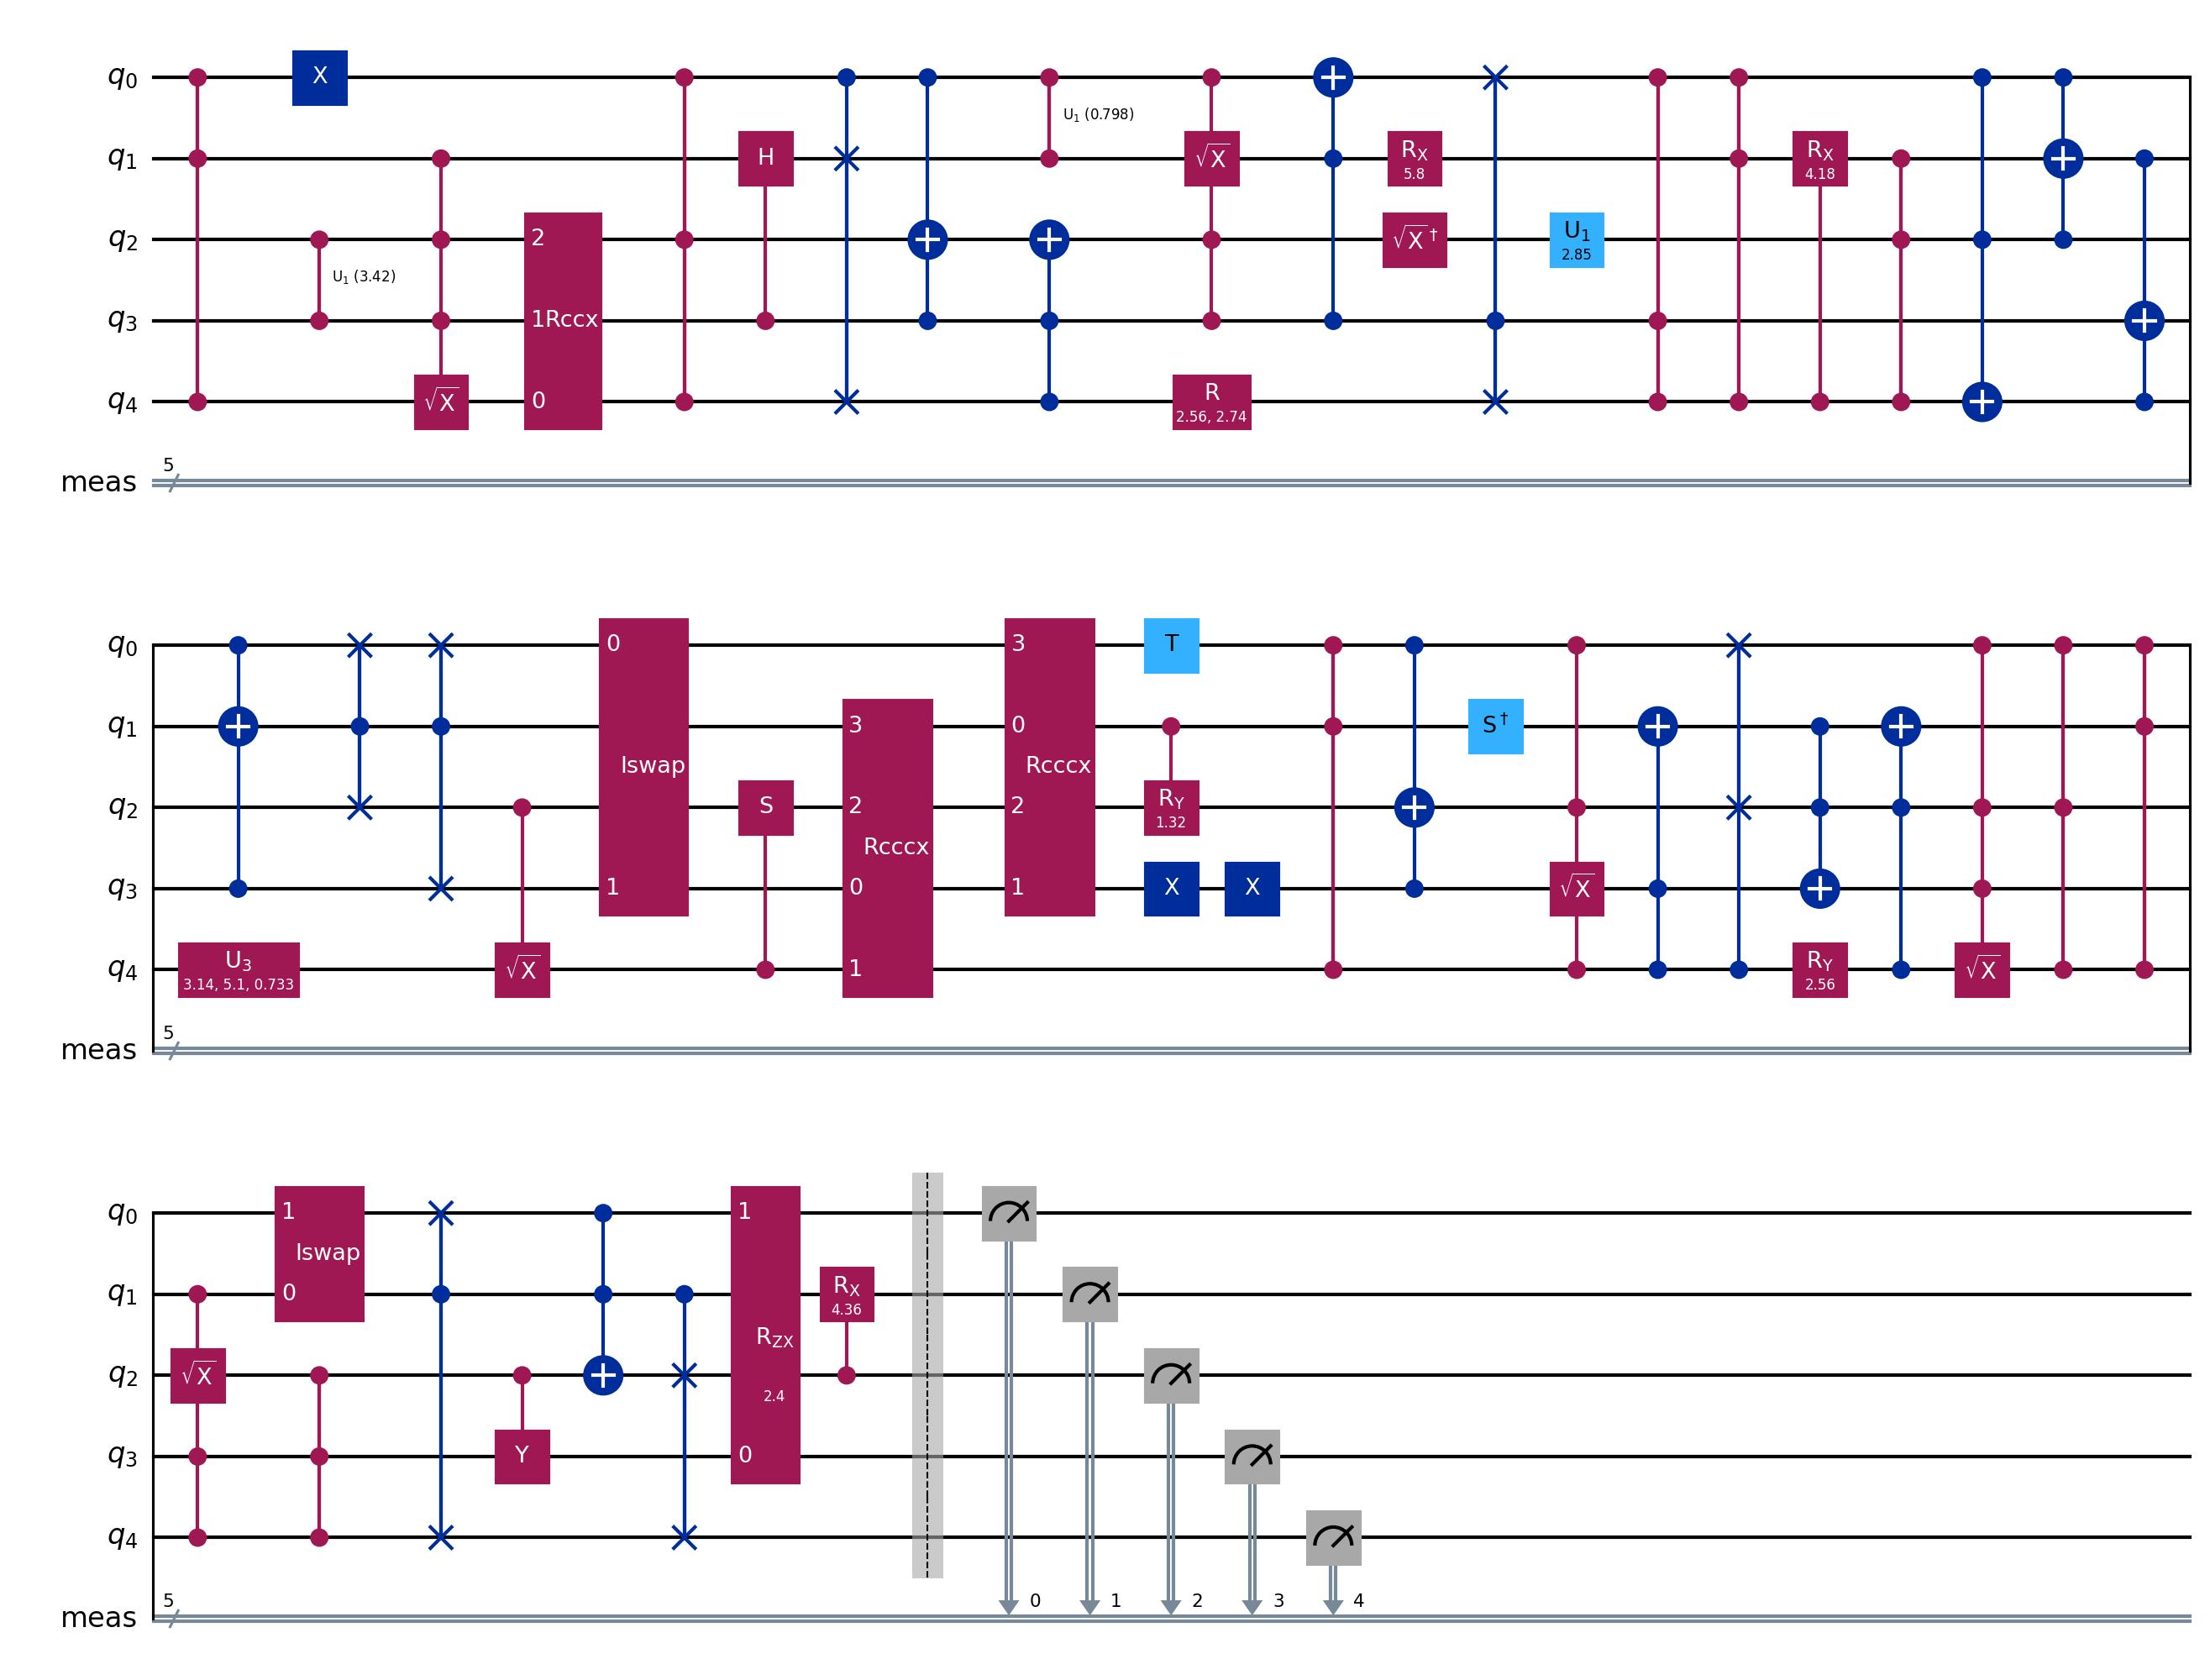 q0 X
U1 (0.798)
q1 H √X RX 5.8 RX 4.18
q2 2 √X† U1 2.85
U1 (3.42)
q3 1Rccx
q4 √X 0 R 2.56, 2.74
meas 5
q0 0 3 T
q1 3 0 S†
Iswap Rcccx
q2 S 2 2 RY 1.32
Rcccx
q3 1 0 1 X X √X
q4 U3 3.14, 5.1, 0.733 √X 1 RY 2.56 √X
meas 5
q0 1 1
Iswap
q1 0 RX 4.36
RZX
q2 √X 2.4
q3 Y 0
q4
meas 5 0 1 2 3 4